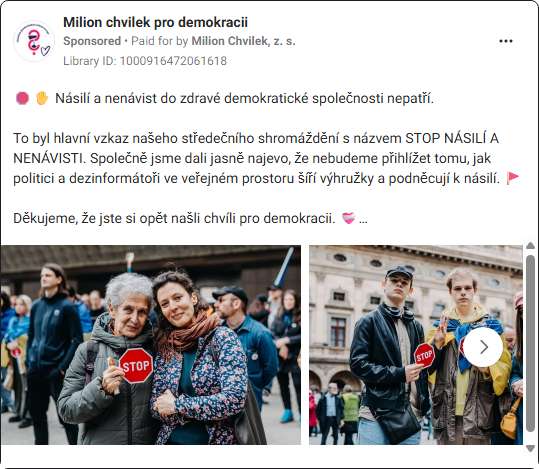 Milion chvilek pro demokracii
Sponsored • Paid for by Milion Chvilek, z. s.
Library ID: 1000916472061618
Násilí a nenávist do zdravé demokratické společnosti nepatří.
To byl hlavní vzkaz našeho středečního shromáždění s názvem STOP NÁSILÍ A
NENÁVISTI. Společně jsme dali jasně najevo, že nebudeme přihlížet tomu, jak
politici a dezinformátoři ve veřejném prostoru šíří výhružky a podněcují k násilí.
Děkujeme, že jste si opět našli chvíli pro demokracii. ...
STOP
STOP